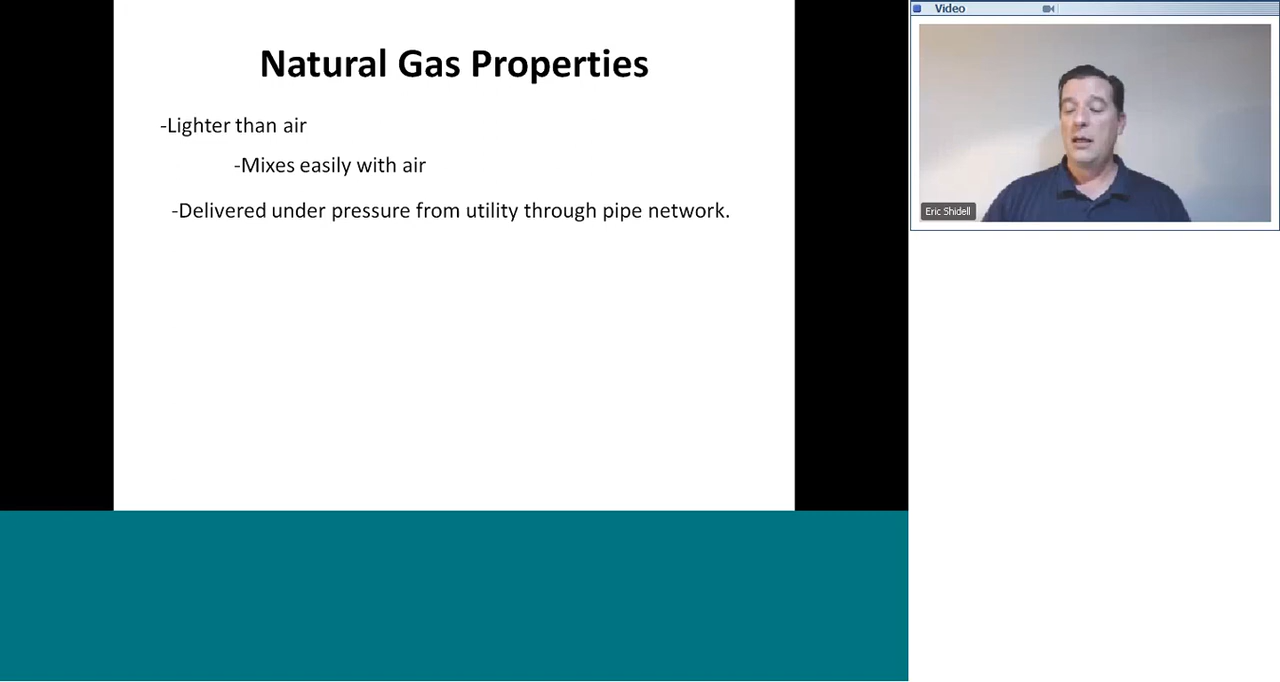 Natural Gas Properties
-Lighter than air
-Mixes easily with air
-Delivered under pressure from utility through pipe network.
Video
Eric Shidell